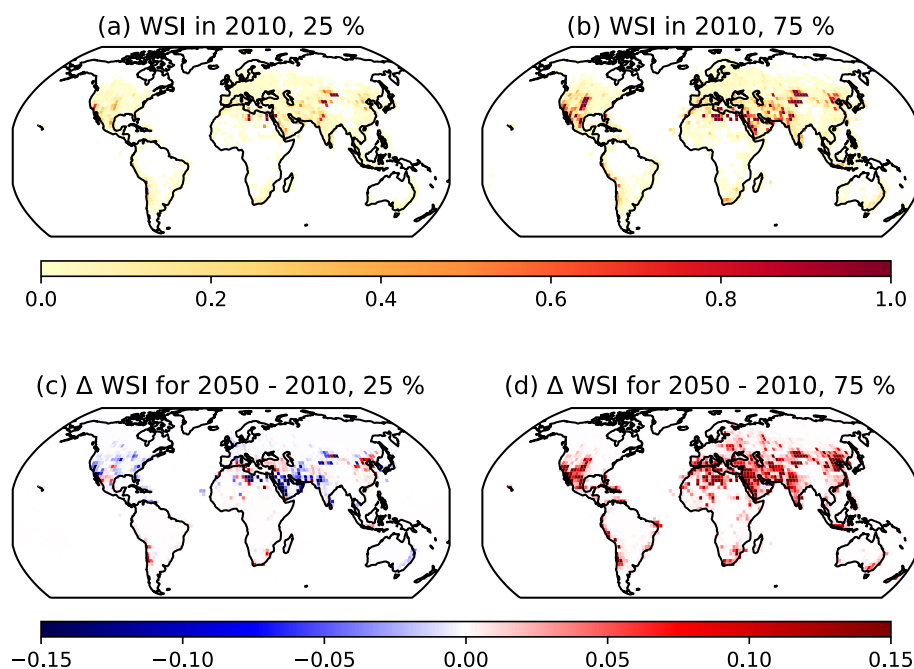 (a) WSI in 2010, 25 %
(b) WSI in 2010, 75 %
0.0 0.2 0.4 0.6 0.8 1.0
(c) Δ WSI for 2050 - 2010, 25 %
(d) Δ WSI for 2050 - 2010, 75 %
−0.15 −0.10 −0.05 0.00 0.05 0.10 0.15